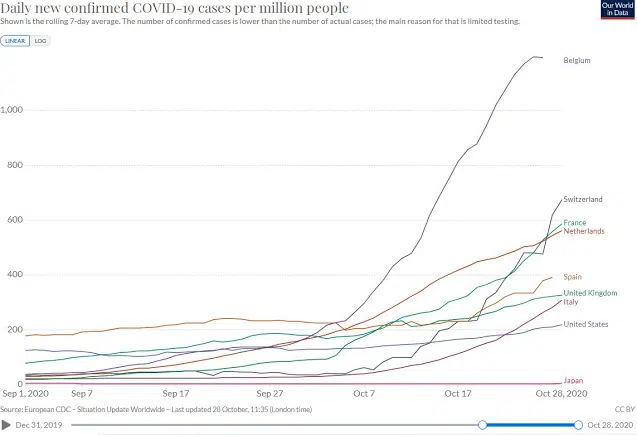 Daily new confirmed COVID-19 cases per million people
Our World
in Data
Shown is the rolling 7-day average. The number of confirmed cases is lower than the number of actual cases; the main reason for that is limited testing.
LINEAR LOG
Belgium
1,000
800
Switzerland
600
France
Netherlands
400
Spain
United Kingdom
Italy
200
United States
Japan
0
Sep 1, 2020 Sep 7 Sep 17 Sep 27 Oct 7 Oct 17 Oct 28, 2020
Source: European CDC – Situation Update Worldwide – Last updated 28 October, 11:35 (London time) CC BY
Dec 31, 2019 Oct 28, 2020